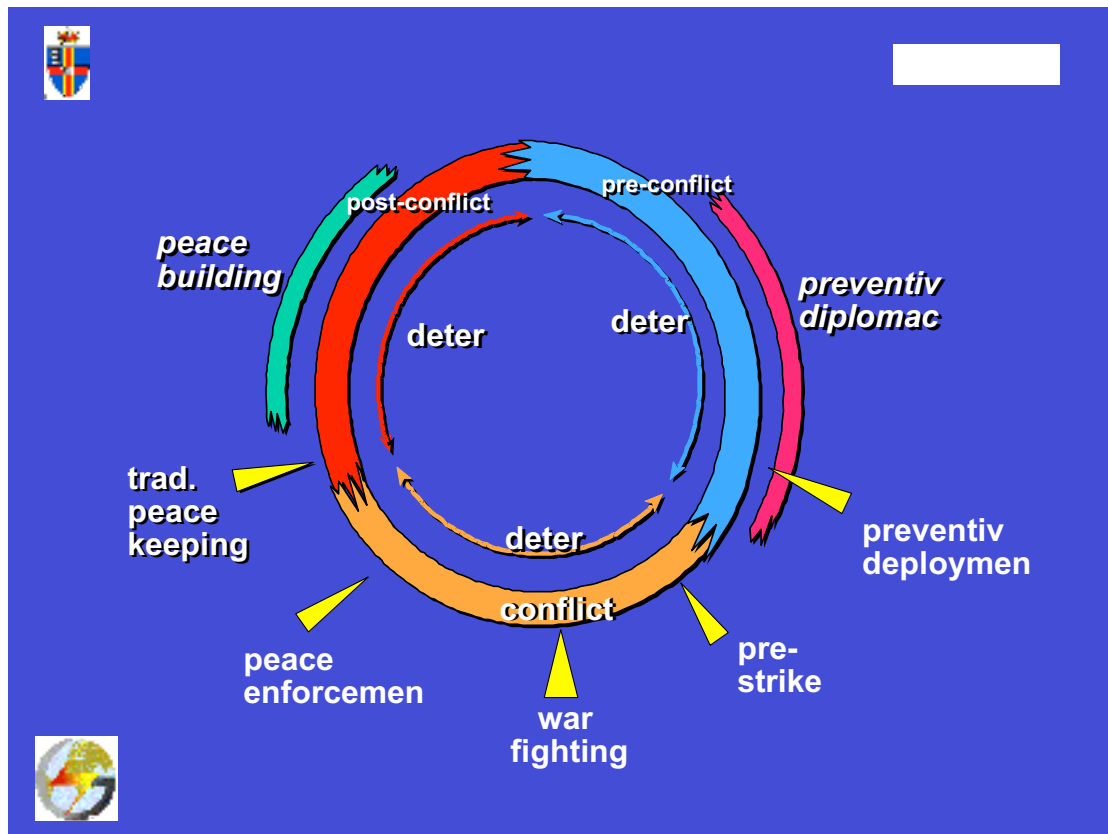 pre-conflict
post-conflict
peace
building
preventiv
diplomac
deter
deter
trad.
peace
keeping
deter
preventiv
deploymen
conflict
peace
enforcemen
pre-
strike
war
fighting